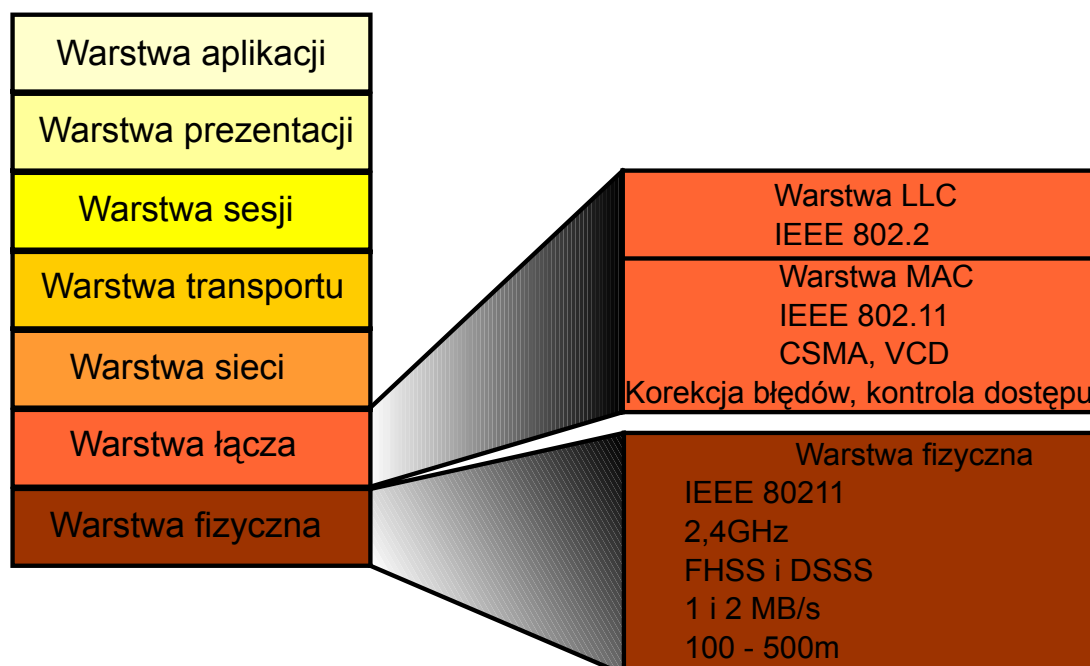 Warstwa aplikacji
Warstwa prezentacji
Warstwa sesji
Warstwa transportu
Warstwa sieci
Warstwa łącza
Warstwa fizyczna
Warstwa LLC
IEEE 802.2
Warstwa MAC
IEEE 802.11
CSMA, VCD
Korekcja błędów, kontrola dostępu
Warstwa fizyczna
IEEE 80211
2,4GHz
FHSS i DSSS
1 i 2 MB/s
100 - 500m